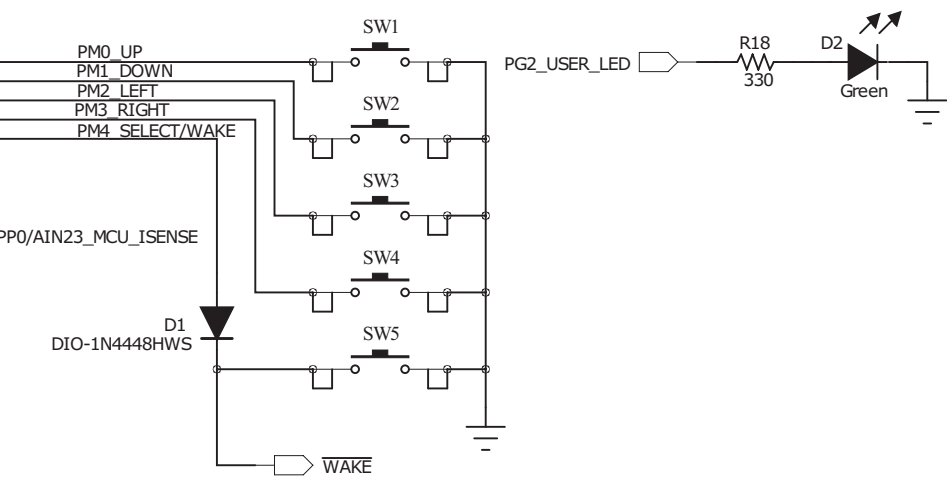 SW1
PM0_UP
PM1_DOWN
PM2_LEFT
PM3_RIGHT
PM4_SELECT/WAKE
SW2
SW3
PP0/AIN23_MCU_ISENSE
SW4
D1
DIO-1N4448HWS
SW5
WAKE
PG2_USER_LED
R18
330
D2
Green